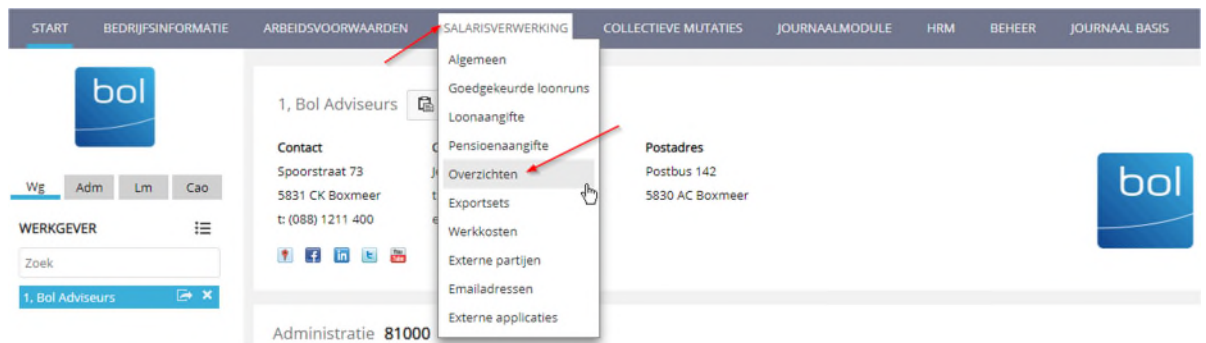 START BEDRIJFSINFORMATIE ARBEIDSVOORWAARDEN SALARISVERWERKING COLLECTIEVE MUTATIES JOURNAALMODULE HRM BEHEER JOURNAAL BASIS
bol
Wg Adm Lm Cao
WERKGEVER
Zoek
1, Bol Adviseurs
1, Bol Adviseurs
Contact
Spoorstraat 73
5831 CK Boxmeer
t: (088) 1211 400
You
Tube
Algemeen
Goedgekeurde loonruns
Loonaangifte
Pensioenaangifte
Overzichten
Exportsets
Werkkosten
Externe partijen
Emailadressen
Externe applicaties
Postadres
Postbus 142
5830 AC Boxmeer
bol
Administratie 81000